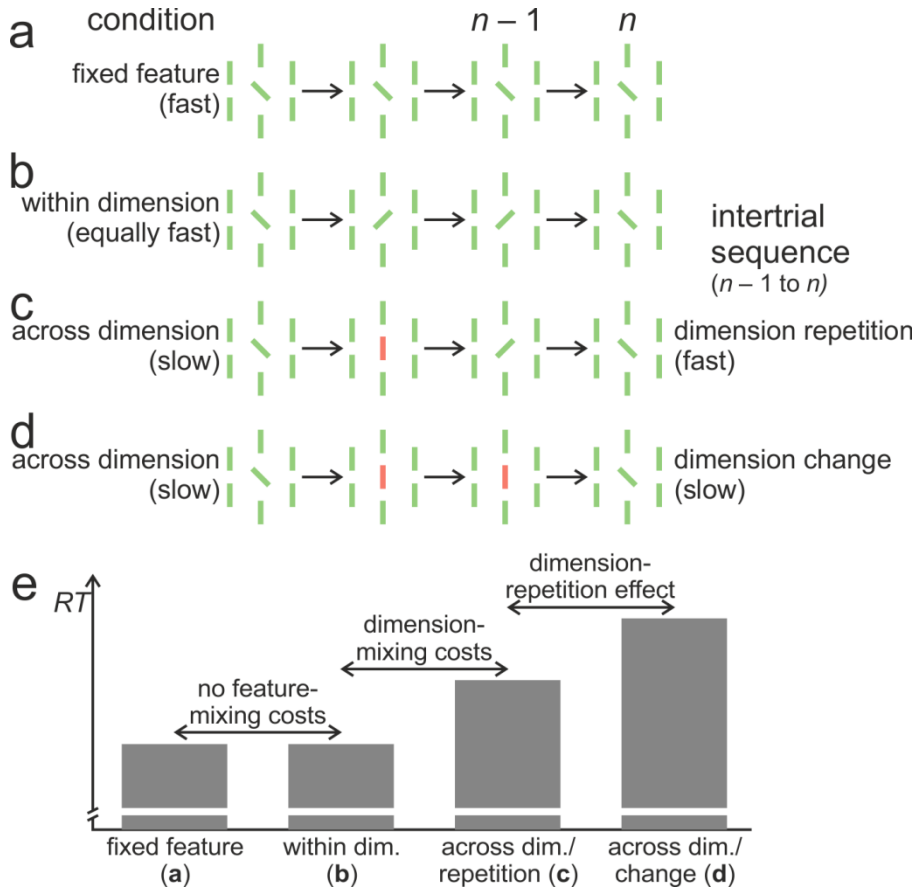 a
condition
n – 1
n
fixed feature
(fast)
b
within dimension
(equally fast)
intertrial
sequence
(n – 1 to n)
c
across dimension
(slow)
dimension repetition
(fast)
d
across dimension
(slow)
dimension change
(slow)
e
RT
dimension-
repetition effect
dimension-
mixing costs
no feature-
mixing costs
fixed feature
(a)
within dim.
(b)
across dim./
repetition (c)
across dim./
change (d)